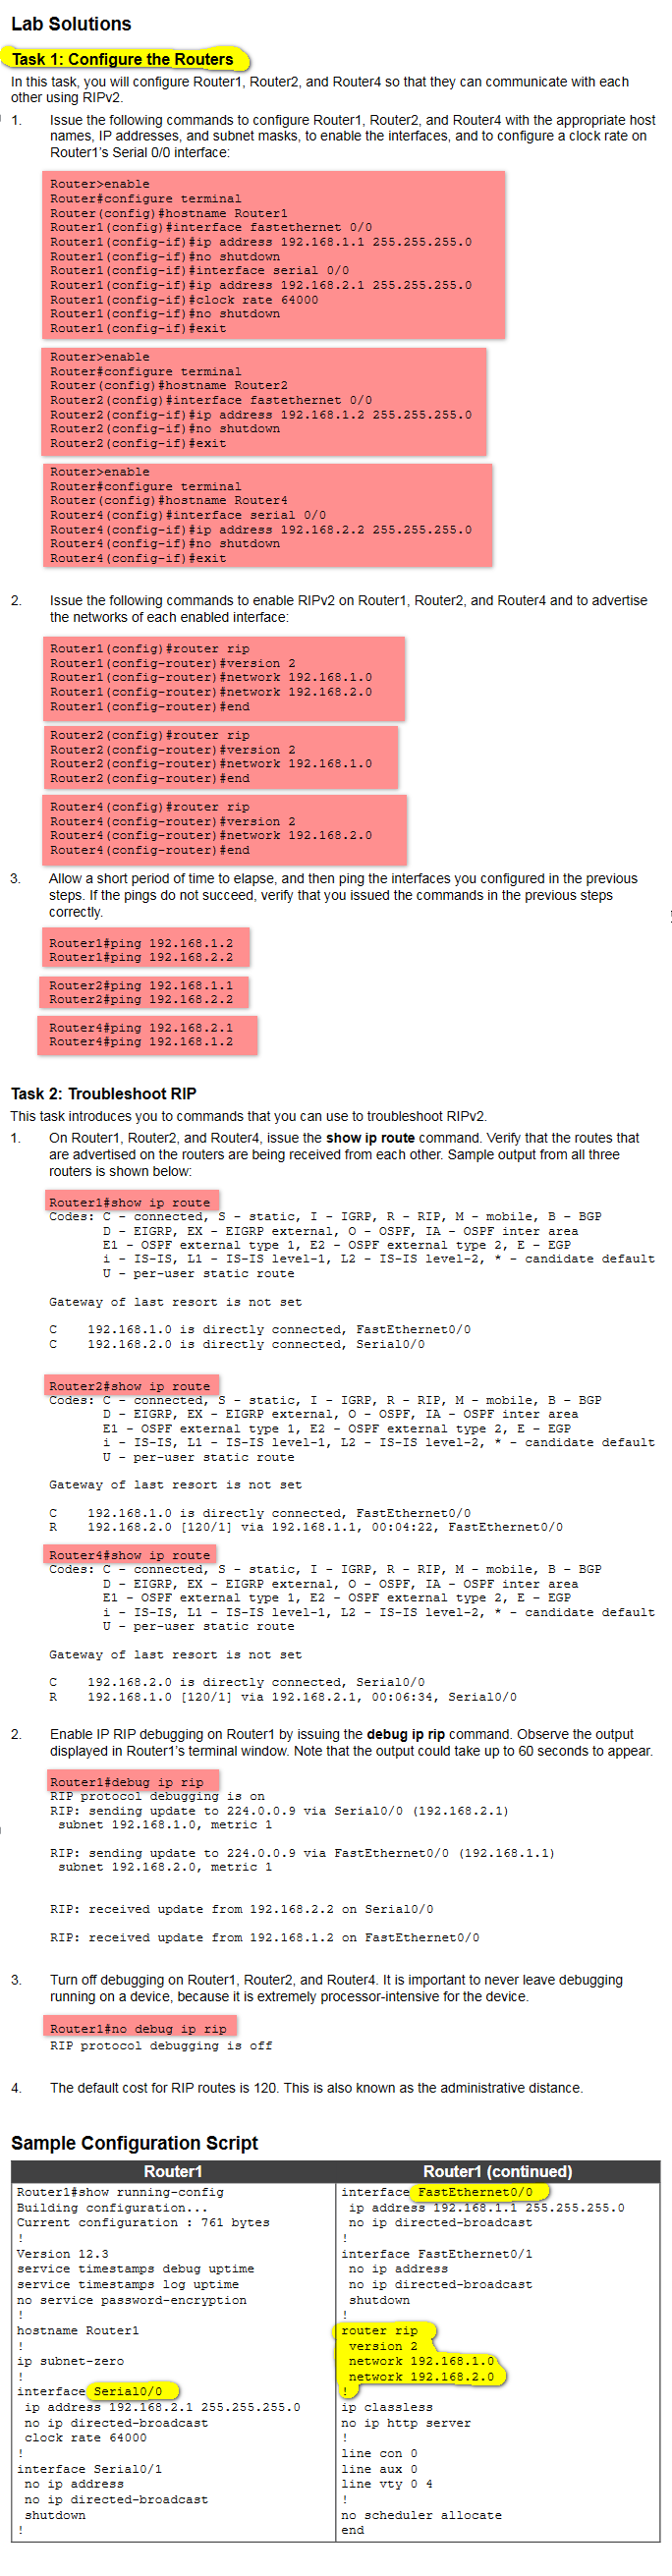 Lab Solutions
Task 1: Configure the Routers
In this task, you will configure Router1, Router2, and Router4 so that they can communicate with each
other using RIPv2.
1. Issue the following commands to configure Router1, Router2, and Router4 with the appropriate host
names, IP addresses, and subnet masks, to enable the interfaces, and to configure a clock rate on
Router1's Serial 0/0 interface:
Router>enable
Router#configure terminal
Router(config)#hostname Router1
Router1(config)#interface fastethernet 0/0
Router1(config-if)#ip address 192.168.1.1 255.255.255.0
Router1(config-if)#no shutdown
Router1(config-if)#interface serial 0/0
Router1(config-if)#ip address 192.168.2.1 255.255.255.0
Router1(config-if)#clock rate 64000
Router1(config-if)#no shutdown
Router1(config-if)#exit
Router>enable
Router#configure terminal
Router(config)#hostname Router2
Router2(config)#interface fastethernet 0/0
Router2(config-if)#ip address 192.168.1.2 255.255.255.0
Router2(config-if)#no shutdown
Router2(config-if)#exit
Router>enable
Router#configure terminal
Router(config)#hostname Router4
Router4(config)#interface serial 0/0
Router4(config-if)#ip address 192.168.2.2 255.255.255.0
Router4(config-if)#no shutdown
Router4(config-if)#exit
2. Issue the following commands to enable RIPv2 on Router1, Router2, and Router4 and to advertise
the networks of each enabled interface:
Router1(config)#router rip
Router1(config-router)#version 2
Router1(config-router)#network 192.168.1.0
Router1(config-router)#network 192.168.2.0
Router1(config-router)#end
Router2(config)#router rip
Router2(config-router)#version 2
Router2(config-router)#network 192.168.1.0
Router2(config-router)#end
Router4(config)#router rip
Router4(config-router)#version 2
Router4(config-router)#network 192.168.2.0
Router4(config-router)#end
3. Allow a short period of time to elapse, and then ping the interfaces you configured in the previous
steps. If the pings do not succeed, verify that you issued the commands in the previous steps
correctly.
Router1#ping 192.168.1.2
Router1#ping 192.168.2.2
Router2#ping 192.168.1.1
Router2#ping 192.168.2.2
Router4#ping 192.168.2.1
Router4#ping 192.168.1.2
Task 2: Troubleshoot RIP
This task introduces you to commands that you can use to troubleshoot RIPv2.
1. On Router1, Router2, and Router4, issue the show ip route command. Verify that the routes that
are advertised on the routers are being received from each other. Sample output from all three
routers is shown below:
Router1#show ip route
Codes: C - connected, S - static, I - IGRP, R - RIP, M - mobile, B - BGP
D - EIGRP, EX - EIGRP external, O - OSPF, IA - OSPF inter area
E1 - OSPF external type 1, E2 - OSPF external type 2, E - EGP
i - IS-IS, L1 - IS-IS level-1, L2 - IS-IS level-2, * - candidate default
U - per-user static route
Gateway of last resort is not set
C 192.168.1.0 is directly connected, FastEthernet0/0
C 192.168.2.0 is directly connected, Serial0/0
Router2#show ip route
Codes: C - connected, S - static, I - IGRP, R - RIP, M - mobile, B - BGP
D - EIGRP, EX - EIGRP external, O - OSPF, IA - OSPF inter area
E1 - OSPF external type 1, E2 - OSPF external type 2, E - EGP
i - IS-IS, L1 - IS-IS level-1, L2 - IS-IS level-2, * - candidate default
U - per-user static route
Gateway of last resort is not set
C 192.168.1.0 is directly connected, FastEthernet0/0
R 192.168.2.0 [120/1] via 192.168.1.1, 00:04:22, FastEthernet0/0
Router4#show ip route
Codes: C - connected, S - static, I - IGRP, R - RIP, M - mobile, B - BGP
D - EIGRP, EX - EIGRP external, O - OSPF, IA - OSPF inter area
E1 - OSPF external type 1, E2 - OSPF external type 2, E - EGP
i - IS-IS, L1 - IS-IS level-1, L2 - IS-IS level-2, * - candidate default
U - per-user static route
Gateway of last resort is not set
C 192.168.2.0 is directly connected, Serial0/0
R 192.168.1.0 [120/1] via 192.168.2.1, 00:06:34, Serial0/0
2. Enable IP RIP debugging on Router1 by issuing the debug ip rip command. Observe the output
displayed in Router1's terminal window. Note that the output could take up to 60 seconds to appear.
Router1#debug ip rip
RIP protocol debugging is on
RIP: sending update to 224.0.0.9 via Serial0/0 (192.168.2.1)
subnet 192.168.1.0, metric 1
RIP: sending update to 224.0.0.9 via FastEthernet0/0 (192.168.1.1)
subnet 192.168.2.0, metric 1
RIP: received update from 192.168.2.2 on Serial0/0
RIP: received update from 192.168.1.2 on FastEthernet0/0
3. Turn off debugging on Router1, Router2, and Router4. It is important to never leave debugging
running on a device, because it is extremely processor-intensive for the device.
Router1#no debug ip rip
RIP protocol debugging is off
4. The default cost for RIP routes is 120. This is also known as the administrative distance.
Sample Configuration Script
Router1
Router1#show running-config
Building configuration...
Current configuration : 761 bytes
!
Version 12.3
service timestamps debug uptime
service timestamps log uptime
no service password-encryption
!
hostname Router1
!
ip subnet-zero
!
interface Serial0/0
ip address 192.168.2.1 255.255.255.0
no ip directed-broadcast
clock rate 64000
!
interface Serial0/1
no ip address
no ip directed-broadcast
shutdown
!
Router1 (continued)
interface FastEthernet0/0
ip address 192.168.1.1 255.255.255.0
no ip directed-broadcast
!
interface FastEthernet0/1
no ip address
no ip directed-broadcast
shutdown
!
router rip
version 2
network 192.168.1.0
network 192.168.2.0
!
ip classless
no ip http server
!
line con 0
line aux 0
line vty 0 4
!
no scheduler allocate
end